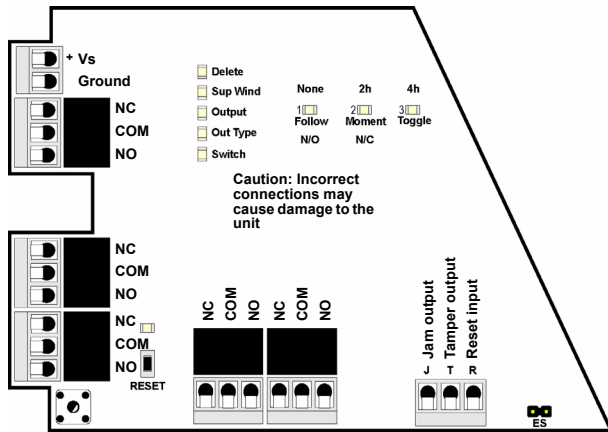 + Vs
Ground
NC
COM
NO
Delete
Sup Wind
Output
Out Type
Switch
None 2h 4h
1 2 3
Follow Moment Toggle
N/O N/C
Caution: Incorrect
connections may
cause damage to the
unit
NC
COM
NO
NC
COM
NO
RESET
NC COM NO NC COM NO
Jam output Tamper output Reset input
J T R
ES